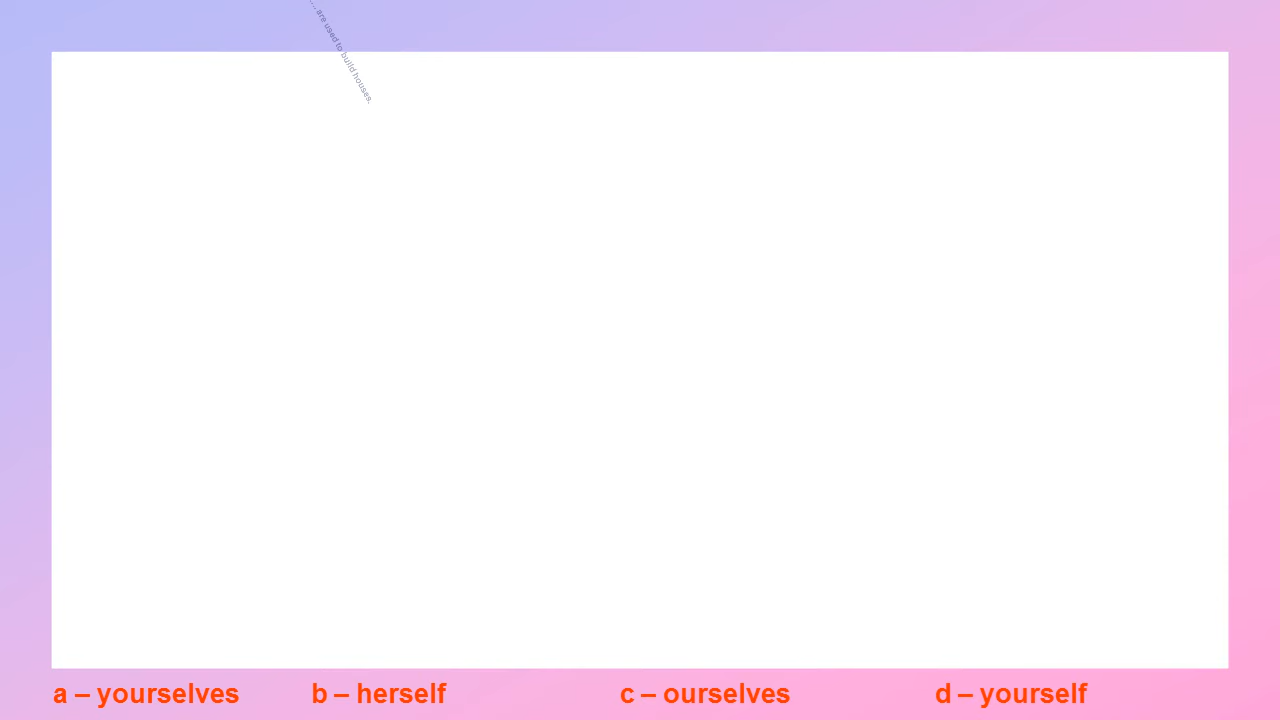 ... are used to build houses.
a – yourselves b – herself c – ourselves d – yourself